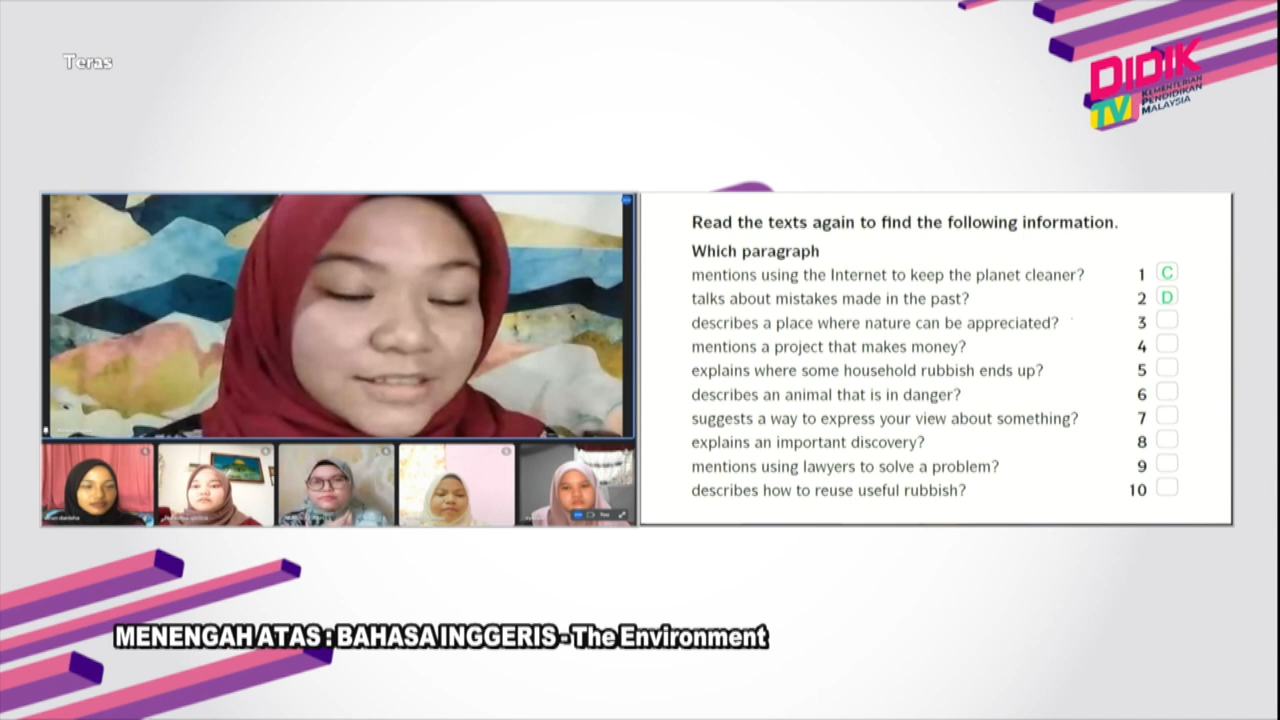 Teras
DIDIK
TV
KEMENTERIAN
PENDIDIKAN
MALAYSIA
Read the texts again to find the following information.
Which paragraph
mentions using the Internet to keep the planet cleaner? 1 C
talks about mistakes made in the past? 2 D
describes a place where nature can be appreciated? 3
mentions a project that makes money? 4
explains where some household rubbish ends up? 5
describes an animal that is in danger? 6
suggests a way to express your view about something? 7
explains an important discovery? 8
mentions using lawyers to solve a problem? 9
describes how to reuse useful rubbish? 10
You
MENENGAH ATAS : BAHASA INGGERIS - The Environment